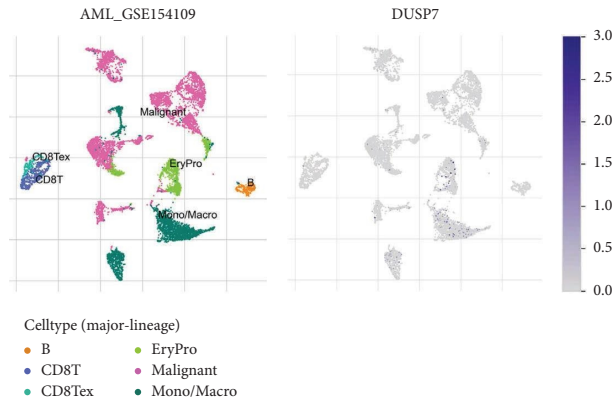 AML_GSE154109
DUSP7
Malignant
CD8Tex
CD8T
EryPro
B
Mono/Macro
3.0
2.5
2.0
1.5
1.0
0.5
0.0
Celltype (major-lineage)
B
EryPro
CD8T
Malignant
CD8Tex
Mono/Macro